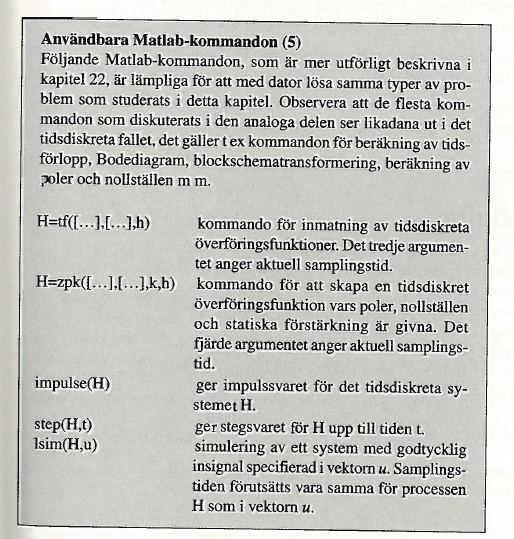 Användbara Matlab-kommandon (5)
Följande Matlab-kommandon, som är mer utförligt beskrivna i
kapitel 22, är lämpliga för att med dator lösa samma typer av pro-
blem som studerats i detta kapitel. Observera att de flesta kom-
mandon som diskuterats i den analoga delen ser likadana ut i det
tidsdiskreta fallet, det gäller t ex kommandon för beräkning av tids-
förlopp, Bodediagram, blockschematransformering, beräkning av
poler och nollställen m m.
H=tf([...],[...],h) kommando för inmatning av tidsdiskreta
överföringsfunktioner. Det tredje argumen-
tet anger aktuell samplingstid.
H=zpk([...],[...],k,h) kommando för att skapa en tidsdiskret
överföringsfunktion vars poler, nollställen
och statiska förstärkning är givna. Det
fjärde argumentet anger aktuell samplings-
tid.
impulse(H) ger impulssvaret för det tidsdiskreta sy-
stemet H.
step(H,t) ger stegsvaret för H upp till tiden t.
lsim(H,u) simulering av ett system med godtycklig
insignal specifierad i vektorn u. Samplings-
tiden förutsätts vara samma för processen
H som i vektorn u.